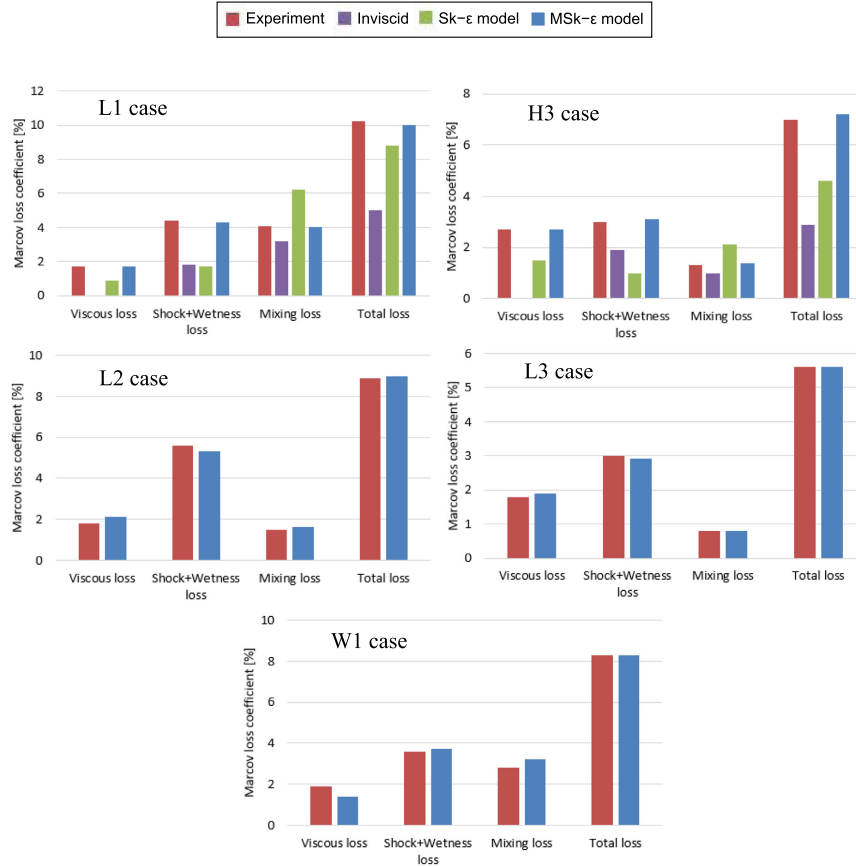 Experiment Inviscid Sk-ε model MSk-ε model
L1 case
Marcov loss coefficient [%]
12
10
8
6
4
2
0
Viscous loss Shock+Wetness Mixing loss Total loss
loss
H3 case
Marcov loss coefficient [%]
8
6
4
2
0
Viscous loss Shock+Wetness Mixing loss Total loss
loss
L2 case
Marcov loss coefficient [%]
10
8
6
4
2
0
Viscous loss Shock+Wetness Mixing loss Total loss
loss
L3 case
Marcov loss coefficient [%]
6
5
4
3
2
1
0
Viscous loss Shock+Wetness Mixing loss Total loss
loss
W1 case
Marcov loss coefficient [%]
10
8
6
4
2
0
Viscous loss Shock+Wetness Mixing loss Total loss
loss